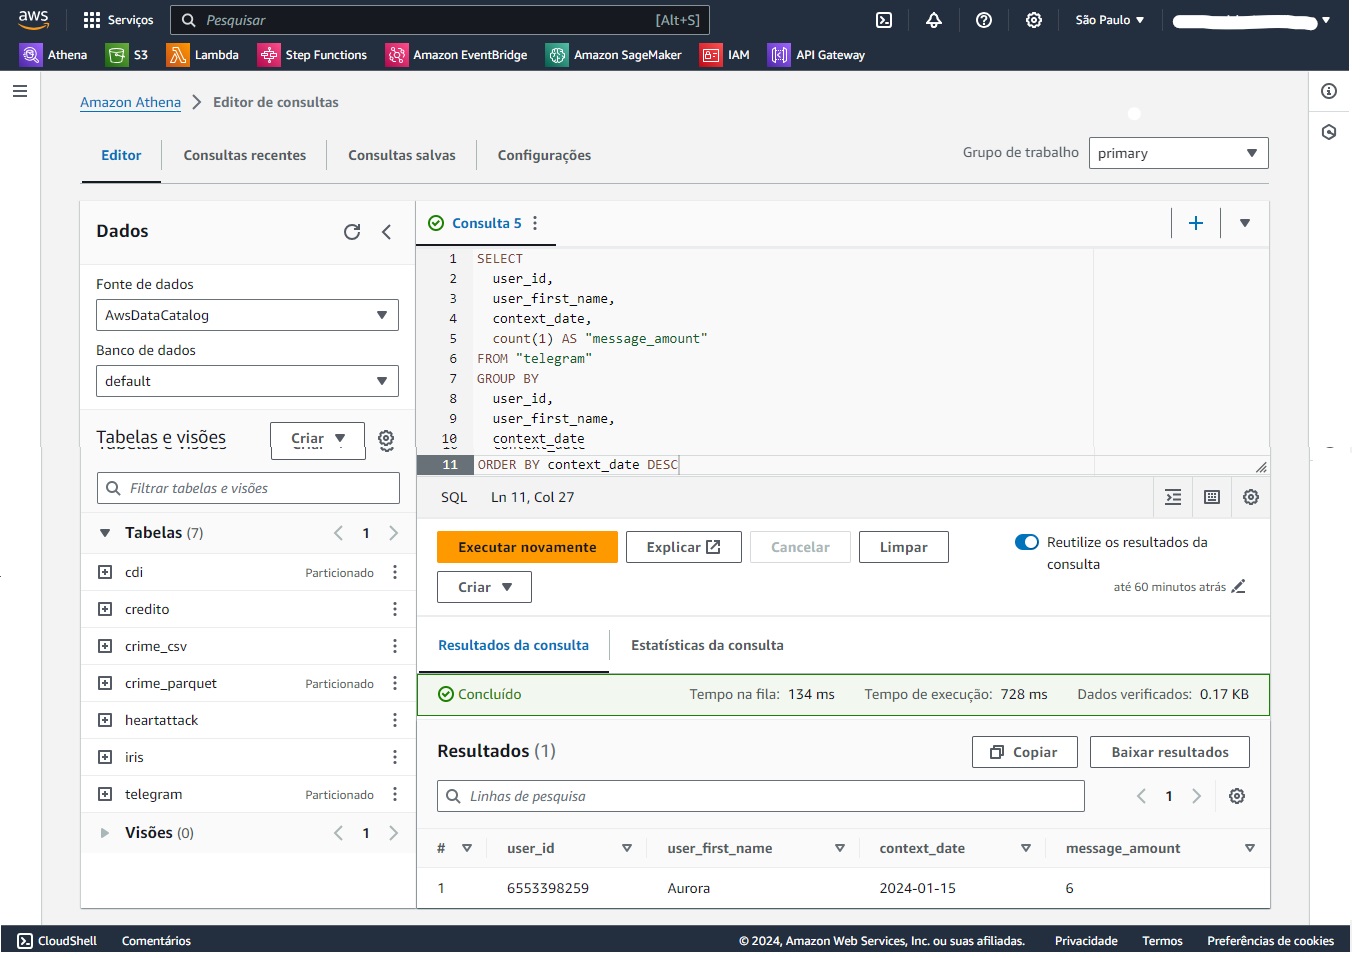 aws Serviços Pesquisar [Alt+S] São Paulo
Athena S3 Lambda Step Functions Amazon EventBridge Amazon SageMaker IAM API Gateway
Amazon Athena Editor de consultas
Editor Consultas recentes Consultas salvas Configurações Grupo de trabalho primary
Dados
Fonte de dados
AwsDataCatalog
Banco de dados
default
Tabelas e visões Criar
Filtrar tabelas e visões
Tabelas (7) 1
cdi Particionado
credito
crime_csv
crime_parquet Particionado
heartattack
iris
telegram Particionado
Visões (0) 1
Consulta 5
1 SELECT
2 user_id,
3 user_first_name,
4 context_date,
5 count(1) AS "message_amount"
6 FROM "telegram"
7 GROUP BY
8 user_id,
9 user_first_name,
10 context_date
11 ORDER BY context_date DESC
SQL Ln 11, Col 27
Executar novamente Explicar Cancelar Limpar Reutilize os resultados da
consulta
Criar até 60 minutos atrás
Resultados da consulta Estatísticas da consulta
Concluído Tempo na fila: 134 ms Tempo de execução: 728 ms Dados verificados: 0.17 KB
Resultados (1) Copiar Baixar resultados
Linhas de pesquisa 1
# user_id user_first_name context_date message_amount
1 6553398259 Aurora 2024-01-15 6
CloudShell Comentários © 2024, Amazon Web Services, Inc. ou suas afiliadas. Privacidade Termos Preferências de cookies